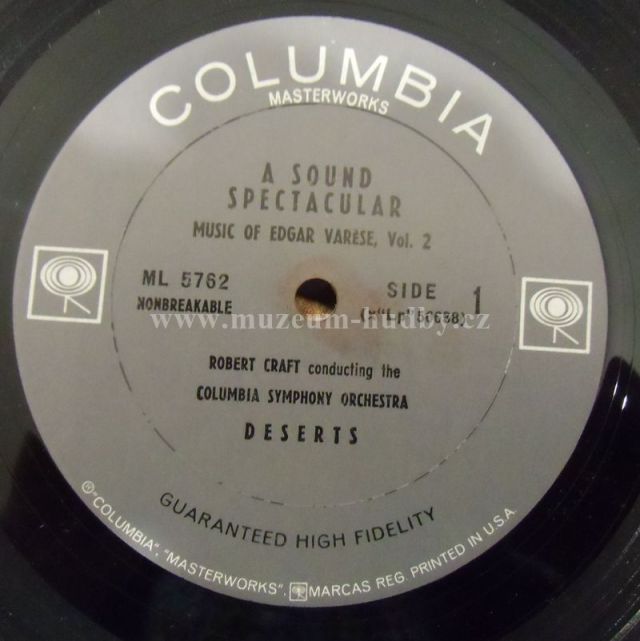 COLUMBIA
MASTERWORKS
A SOUND
SPECTACULAR
MUSIC OF EDGAR VARÈSE, Vol. 2
ML 5762
NONBREAKABLE
SIDE 1
www.muzeum-hudby.cz
ROBERT CRAFT conducting the
COLUMBIA SYMPHONY ORCHESTRA
DESERTS
GUARANTEED HIGH FIDELITY
® "COLUMBIA", "MASTERWORKS", MARCAS REG. PRINTED IN U.S.A.